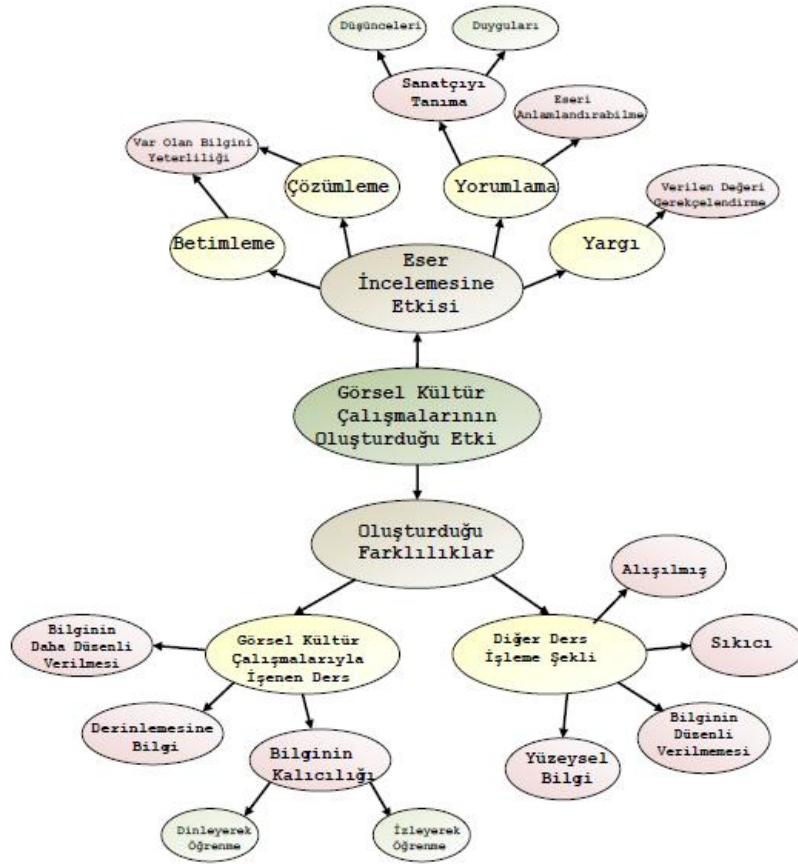 Düşünceleri
Duyguları
Sanatçıyı
Tanıma
Eseri
Anlamlandırabilme
Var Olan Bilgini
Yeterliliği
Çözümleme
Yorumlama
Verilen Değeri
Gerekçelendirme
Betimleme
Yargı
Eser
İncelemesine
Etkisi
Görsel Kültür
Çalışmalarının
Oluşturduğu Etki
Oluşturduğu
Farklılıklar
Alışılmış
Bilginin
Daha Düzenli
Verilmesi
Görsel Kültür
Çalışmalarıyla
İşenen Ders
Diğer Ders
İşleme Şekli
Sıkıcı
Derinlemesine
Bilgi
Bilginin
Kalıcılığı
Yüzeysel
Bilgi
Bilginin
Düsenli
Verilmemesi
Dinleyerek
Öğrenme
İzleyerek
Öğrenme